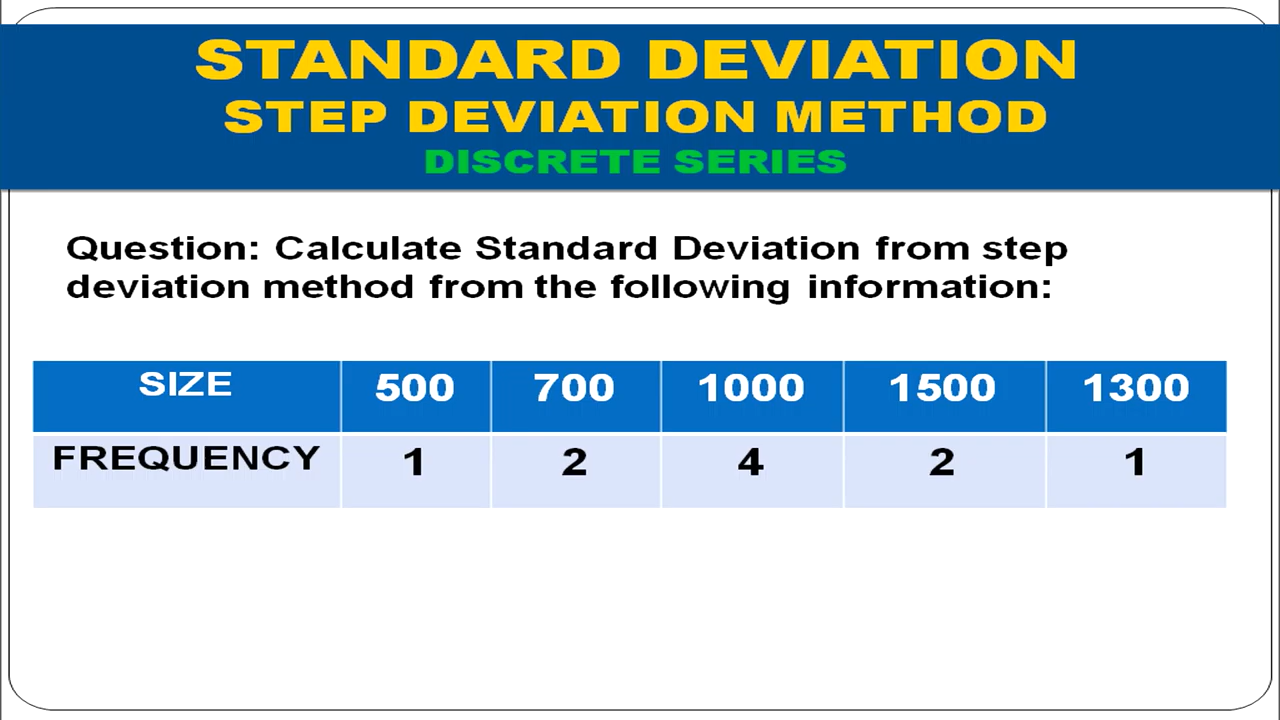 STANDARD DEVIATION
STEP DEVIATION METHOD
DISCRETE SERIES
Question: Calculate Standard Deviation from step
deviation method from the following information:
SIZE 500 700 1000 1500 1300
FREQUENCY 1 2 4 2 1